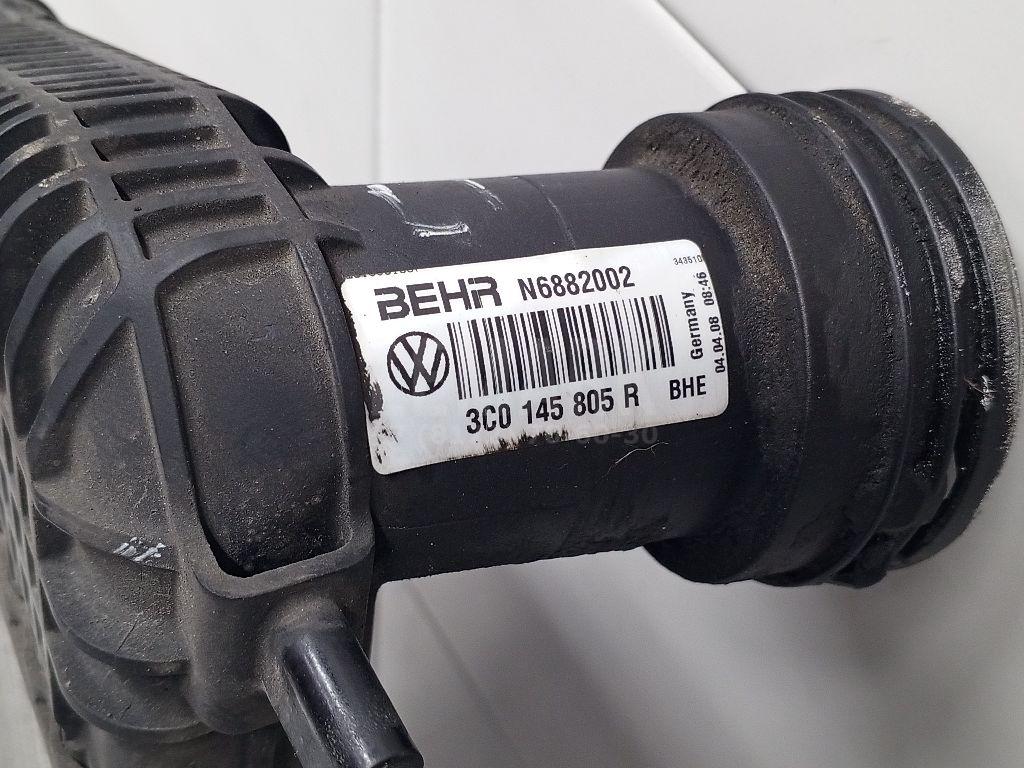 343510
BEHR N6882002
Germany
04.04.08 08:46
3C0 145 805 R BHE